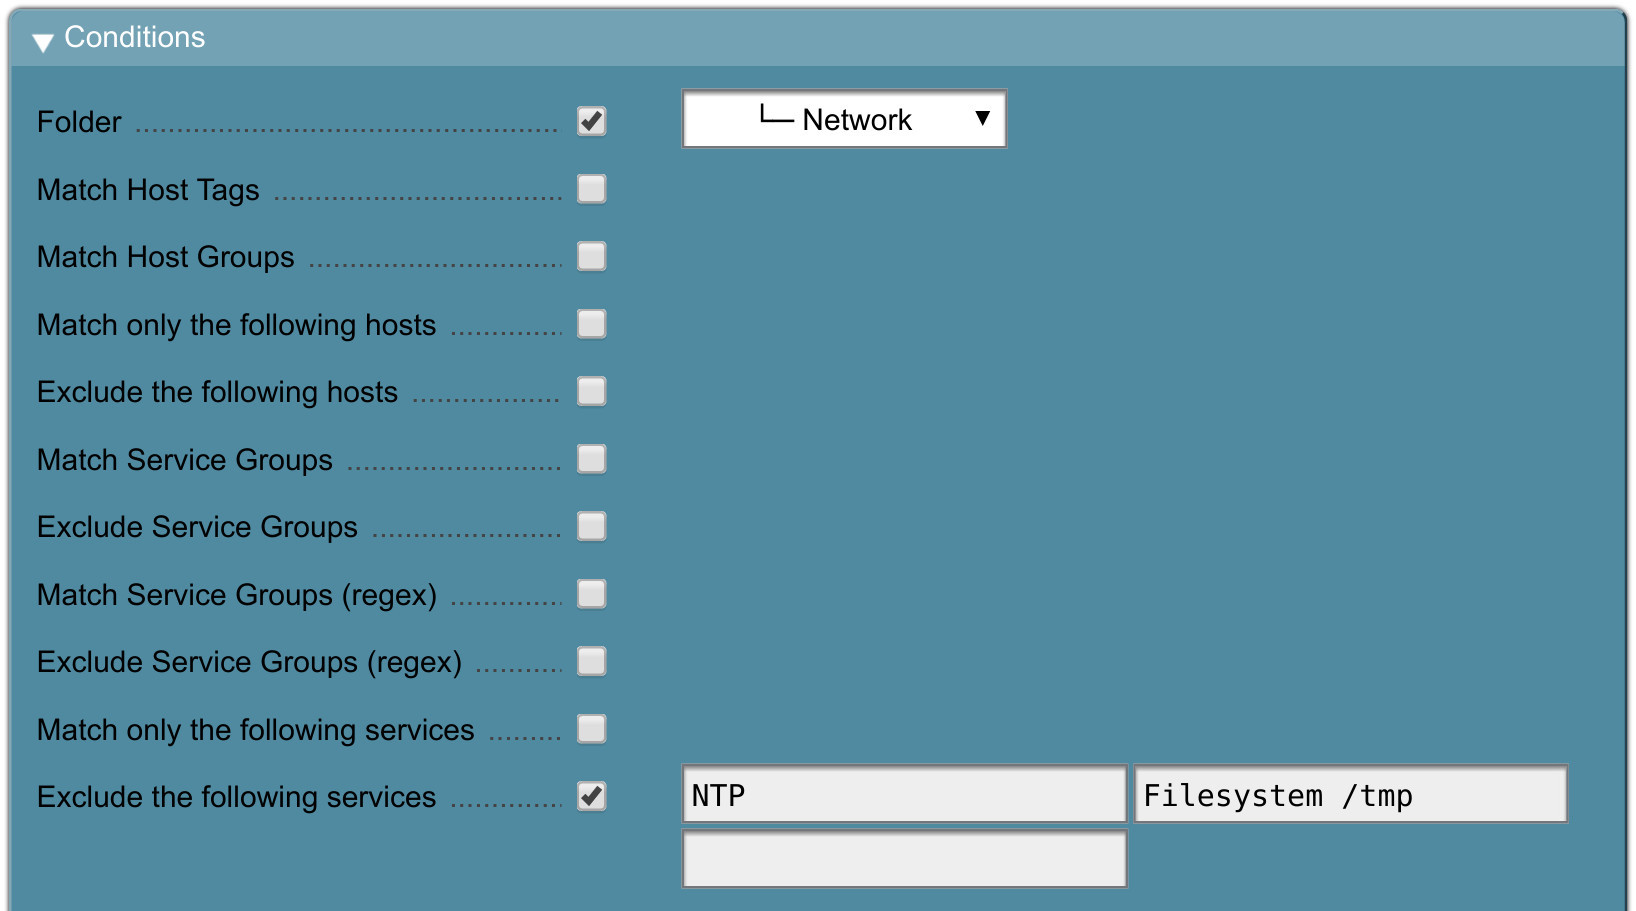 Conditions
Folder Network
Match Host Tags
Match Host Groups
Match only the following hosts
Exclude the following hosts
Match Service Groups
Exclude Service Groups
Match Service Groups (regex)
Exclude Service Groups (regex)
Match only the following services
Exclude the following services NTP Filesystem /tmp